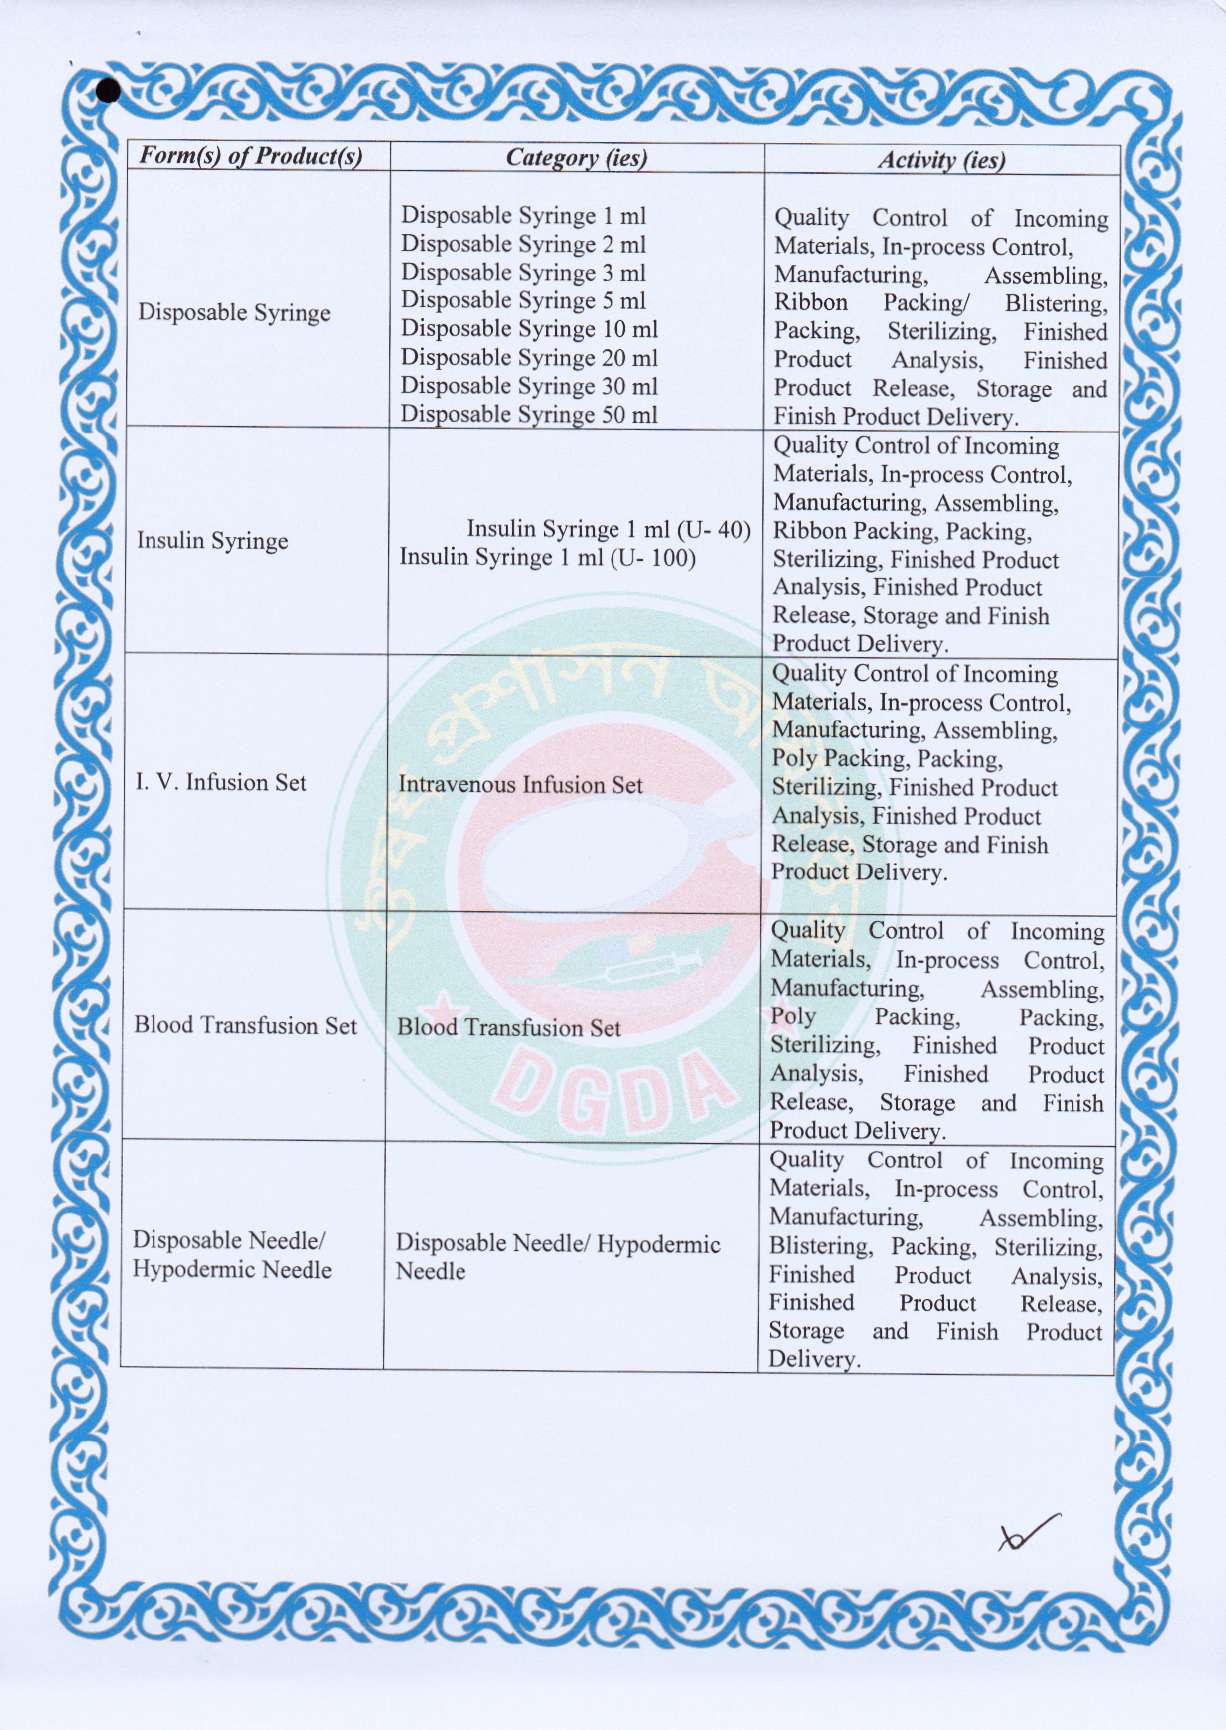 Form(s) of Product(s) Category (ies) Activity (ies)
Disposable Syringe
Disposable Syringe 1 ml
Disposable Syringe 2 ml
Disposable Syringe 3 ml
Disposable Syringe 5 ml
Disposable Syringe 10 ml
Disposable Syringe 20 ml
Disposable Syringe 30 ml
Disposable Syringe 50 ml
Quality Control of Incoming
Materials, In-process Control,
Manufacturing, Assembling,
Ribbon Packing/ Blistering,
Packing, Sterilizing, Finished
Product Analysis, Finished
Product Release, Storage and
Finish Product Delivery.
Insulin Syringe
Insulin Syringe 1 ml (U- 40)
Insulin Syringe 1 ml (U- 100)
Quality Control of Incoming
Materials, In-process Control,
Manufacturing, Assembling,
Ribbon Packing, Packing,
Sterilizing, Finished Product
Analysis, Finished Product
Release, Storage and Finish
Product Delivery.
I. V. Infusion Set
Intravenous Infusion Set
Quality Control of Incoming
Materials, In-process Control,
Manufacturing, Assembling,
Poly Packing, Packing,
Sterilizing, Finished Product
Analysis, Finished Product
Release, Storage and Finish
Product Delivery.
Blood Transfusion Set
Blood Transfusion Set
Quality Control of Incoming
Materials, In-process Control,
Manufacturing, Assembling,
Poly Packing, Packing,
Sterilizing, Finished Product
Analysis, Finished Product
Release, Storage and Finish
Product Delivery.
Disposable Needle/
Hypodermic Needle
Disposable Needle/ Hypodermic
Needle
Quality Control of Incoming
Materials, In-process Control,
Manufacturing, Assembling,
Blistering, Packing, Sterilizing,
Finished Product Analysis,
Finished Product Release,
Storage and Finish Product
Delivery.
ঔষধ প্রশাসন
DGDA